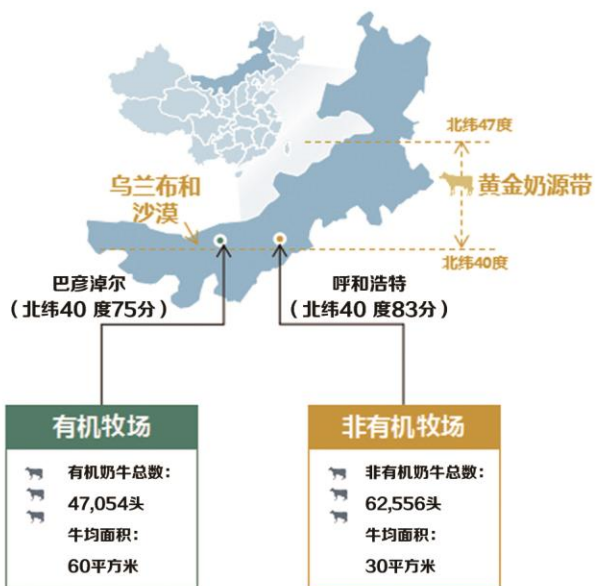 北纬47度
黄金奶源带
乌兰布和
沙漠
北纬40度
巴彦淖尔
（北纬40 度75分）
呼和浩特
（北纬40 度83分）
有机牧场
有机奶牛总数：
47,054头
牛均面积：
60平方米
非有机牧场
非有机奶牛总数：
62,556头
牛均面积：
30平方米